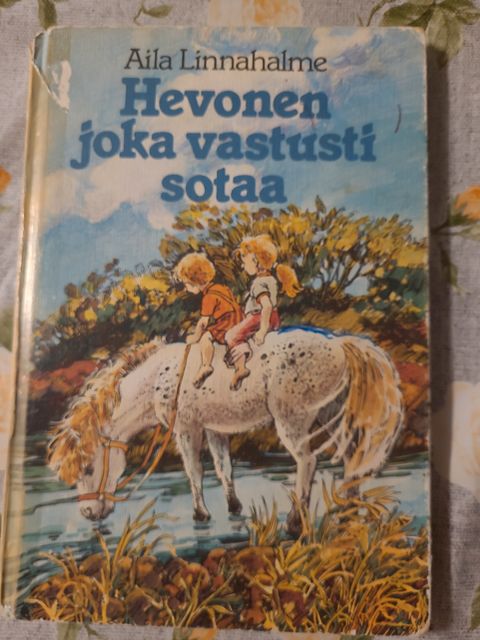 Aila Linnahalme
Hevonen
joka vastusti
sotaa